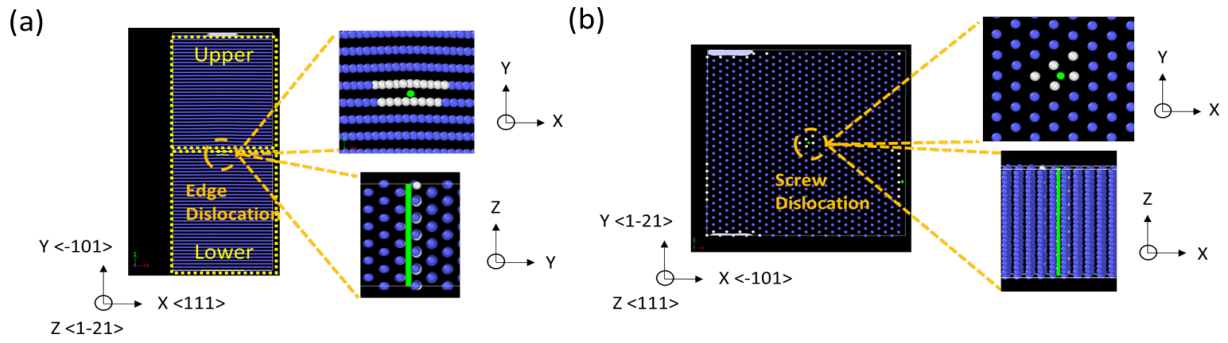 (a)
Upper
Edge
Dislocation
Lower
Y <-101>
X <111>
Z <1-21>
Y
X
Z
Y
(b)
Screw
Dislocation
Y <1-21>
X <-101>
Z <111>
Y
X
Z
X